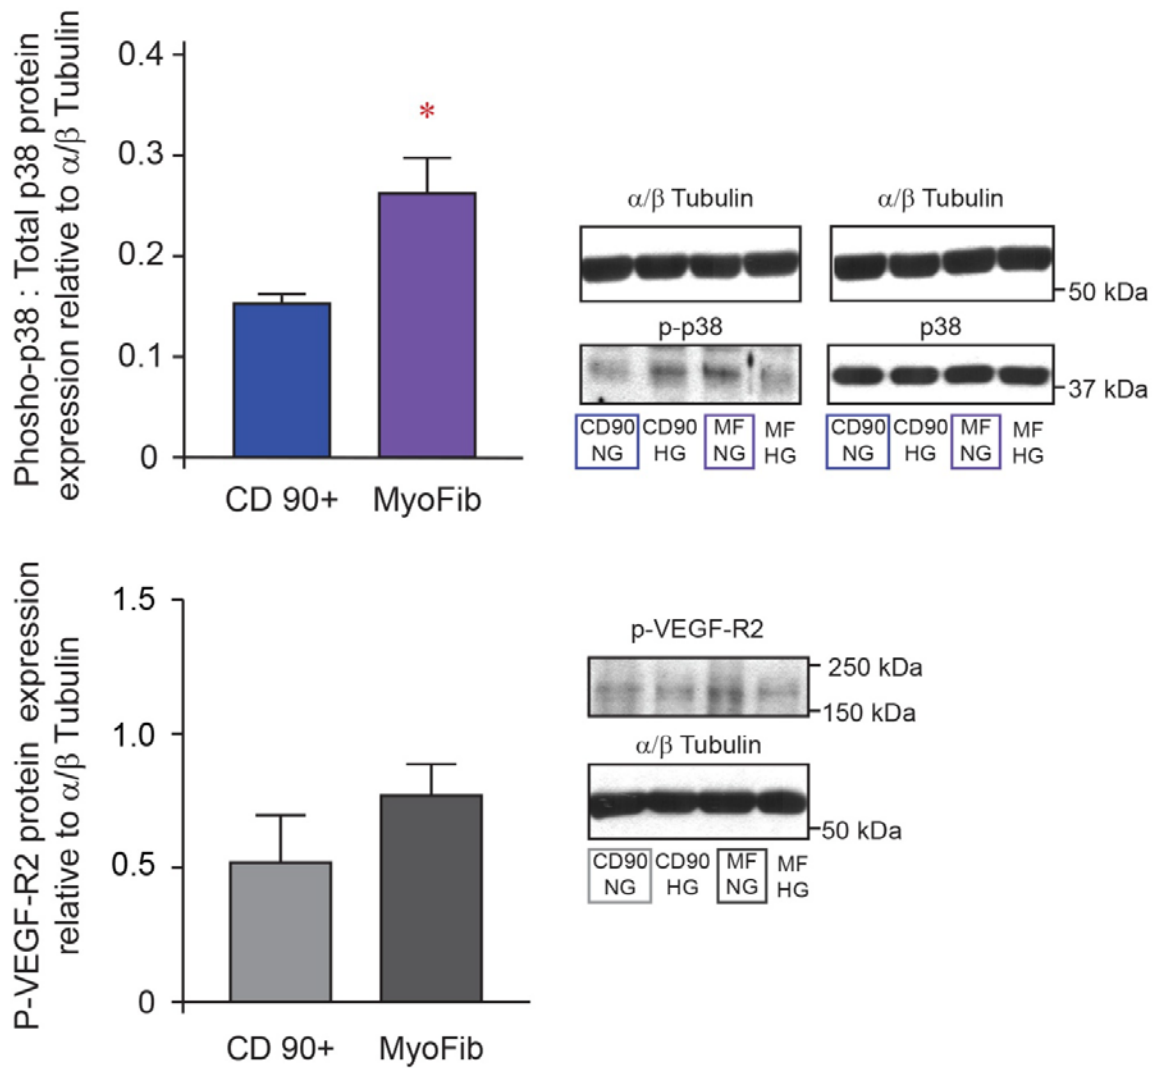 Phosho-p38 : Total p38 protein
expression relative to α/β Tubulin
0.4
0.3
0.2
0.1
0
*
CD 90+ MyoFib
α/β Tubulin α/β Tubulin
50 kDa
p-p38 p38
37 kDa
CD90 CD90 MF MF CD90 CD90 MF MF
NG HG NG HG NG HG NG HG
P-VEGF-R2 protein expression
relative to α/β Tubulin
1.5
1.0
0.5
0
CD 90+ MyoFib
p-VEGF-R2
250 kDa
150 kDa
α/β Tubulin
50 kDa
CD90 CD90 MF MF
NG HG NG HG